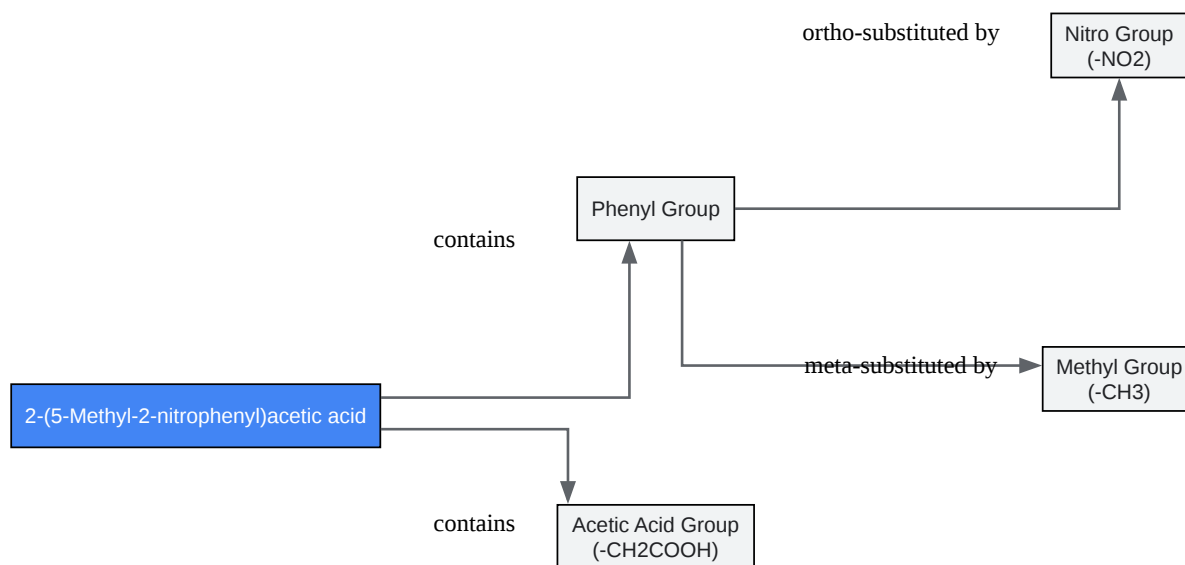 ortho-substituted by
Nitro Group
(-NO2)
Phenyl Group
contains
meta-substituted by
Methyl Group
(-CH3)
2-(5-Methyl-2-nitrophenyl)acetic acid
contains
Acetic Acid Group
(-CH2COOH)